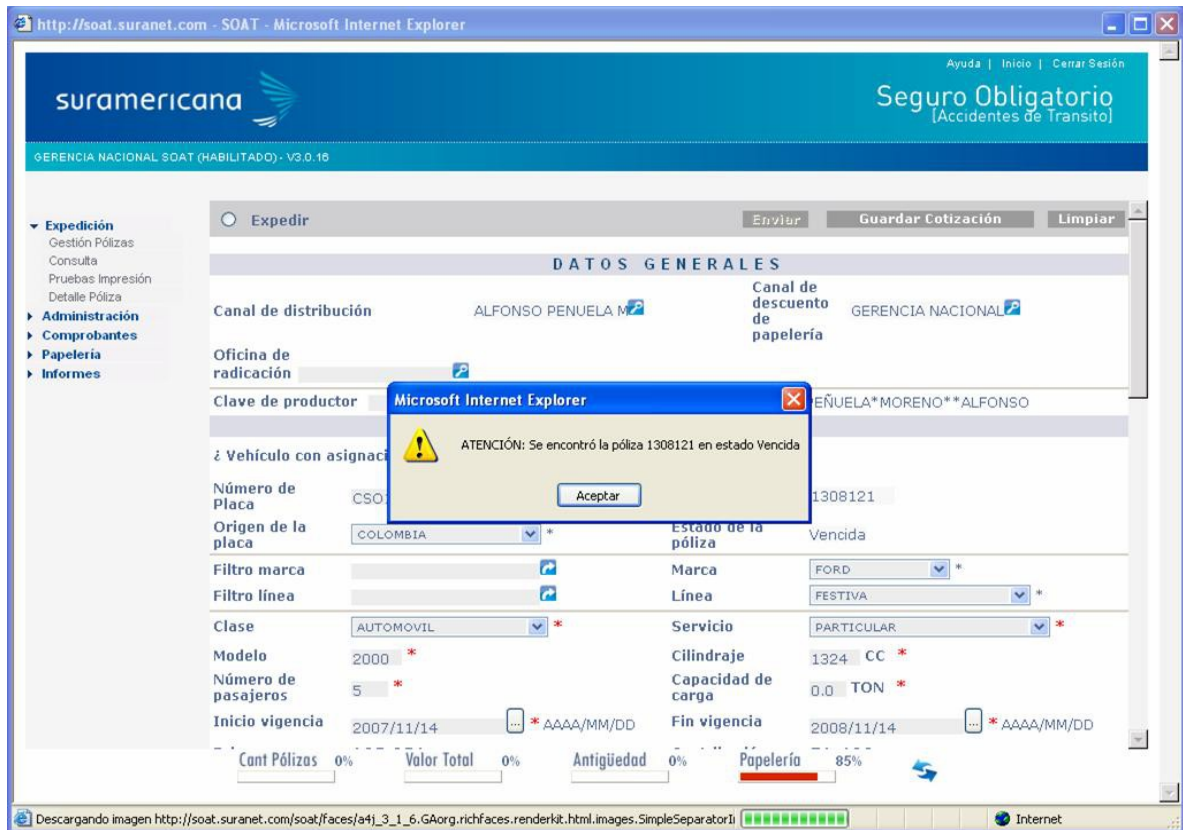 http://soat.suranet.com - SOAT - Microsoft Internet Explorer
Ayuda | Inicio | Cerrar Sesión
suramericana
Seguro Obligatorio
[Accidentes de Transito]
GERENCIA NACIONAL SOAT (HABILITADO) - V3.0.16
Expedición
Gestión Pólizas
Consulta
Pruebas Impresión
Detalle Póliza
Administración
Comprobantes
Papelería
Informes
Expedir Enviar Guardar Cotización Limpiar
DATOS GENERALES
Canal de distribución ALFONSO PENUELA M Canal de descuento de papelería GERENCIA NACIONAL
Oficina de radicación
Clave de productor PEÑUELA*MORENO**ALFONSO
Microsoft Internet Explorer
ATENCIÓN: Se encontró la póliza 1308121 en estado Vencida
Aceptar
¿ Vehículo con
Número de Placa 1308121
Origen de la placa COLOMBIA * Estado de la póliza Vencida
Filtro marca Marca FORD *
Filtro línea Línea FESTIVA *
Clase AUTOMOVIL * Servicio PARTICULAR *
Modelo 2000 * Cilindraje 1324 CC *
Número de pasajeros 5 * Capacidad de carga 0.0 TON *
Inicio vigencia 2007/11/14 ... * AAAA/MM/DD Fin vigencia 2008/11/14 ... * AAAA/MM/DD
Cant Pólizas 0% Valor Total 0% Antigüedad 0% Papelería 85%
Descargando imagen http://soat.suranet.com/soat/faces/a4j_3_1_6.GAorg.richfaces.renderkit.html.images.SimpleSeparatorI Internet